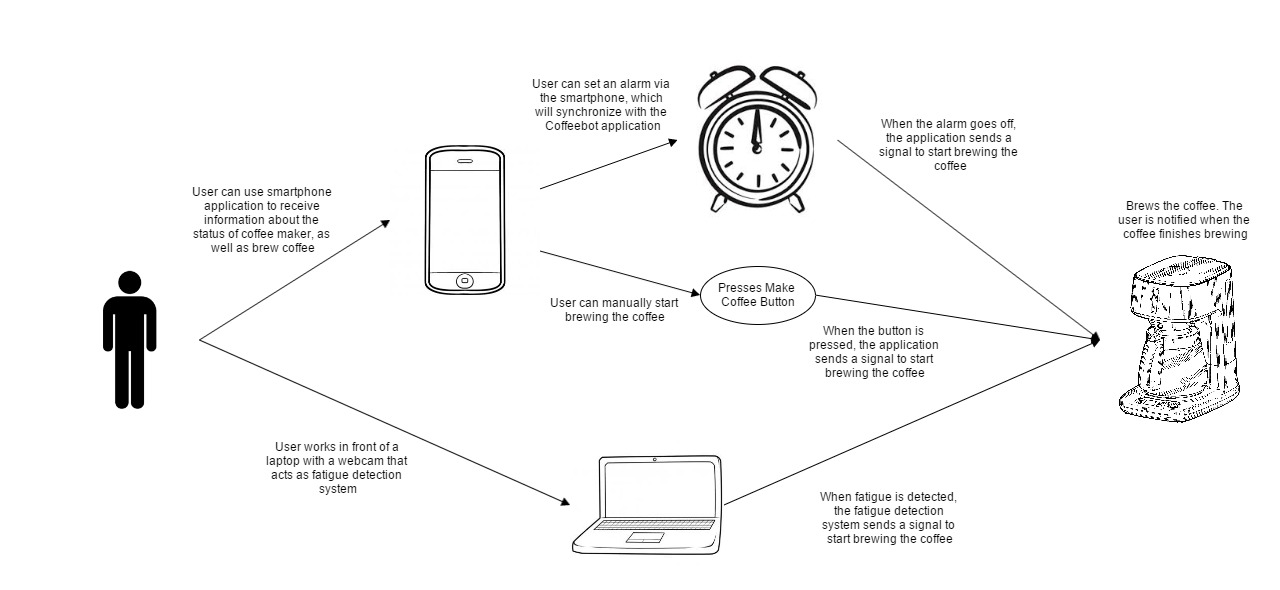 User can set an alarm via
the smartphone, which
will synchronize with the
Coffeebot application
When the alarm goes off,
the application sends a
signal to start brewing the
coffee
User can use smartphone
application to receive
information about the
status of coffee maker, as
well as brew coffee
Brews the coffee. The
user is notified when the
coffee finishes brewing
User can manually start
brewing the coffee
Presses Make
Coffee Button
When the button is
pressed, the application
sends a signal to start
brewing the coffee
User works in front of a
laptop with a webcam that
acts as fatigue detection
system
When fatigue is detected,
the fatigue detection
system sends a signal to
start brewing the coffee